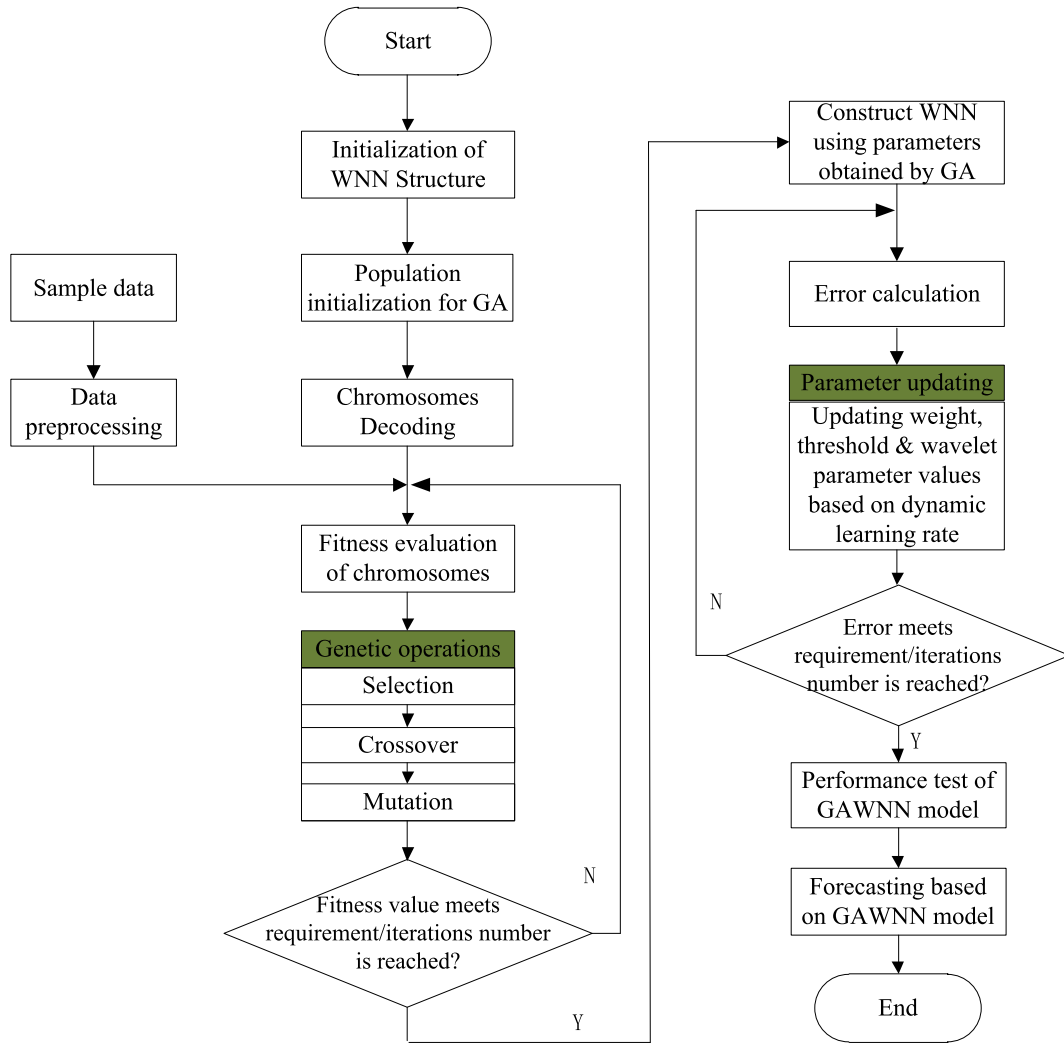 Start
Initialization of
WNN Structure
Population
initialization for GA
Sample data
Data
preprocessing
Chromosomes
Decoding
Fitness evaluation
of chromosomes
Genetic operations
Selection
Crossover
Mutation
N
Fitness value meets
requirement/iterations number
is reached?
Y
Construct WNN
using parameters
obtained by GA
Error calculation
Parameter updating
Updating weight,
threshold & wavelet
parameter values
based on dynamic
learning rate
N
Error meets
requirement/iterations
number is reached?
Y
Performance test of
GAWNN model
Forecasting based
on GAWNN model
End